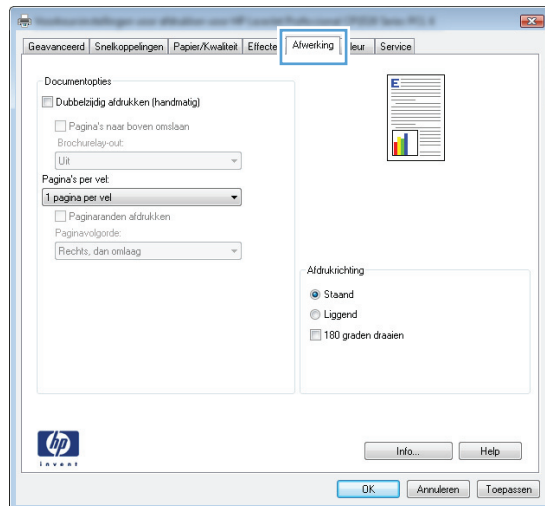 Geavanceerd Snelkoppelingen Papier/Kwaliteit Effecte Afwerking leur Service
Documentopties
Dubbelzijdig afdrukken (handmatig)
Pagina's naar boven omslaan
Brochurelay-out:
Uit
Pagina's per vel:
1 pagina per vel
Paginaranden afdrukken
Paginavolgorde:
Rechts, dan omlaag
E
Afdrukrichting
Staand
Liggend
180 graden draaien
hp
invent
Info... Help
OK Annuleren Toepassen